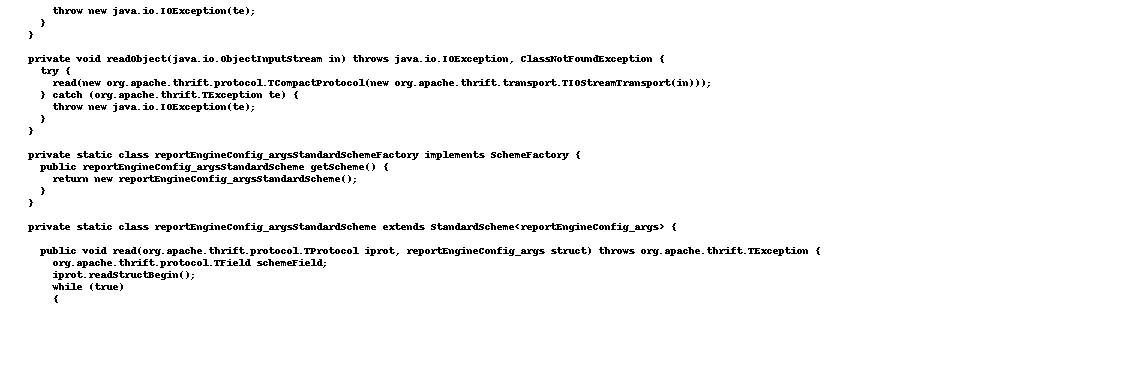 throw new java.io.IOException(te);
}
}
private void readObject(java.io.ObjectInputStream in) throws java.io.IOException, ClassNotFoundException {
try {
read(new org.apache.thrift.protocol.TCompactProtocol(new org.apache.thrift.transport.TIOStreamTransport(in)));
} catch (org.apache.thrift.TException te) {
throw new java.io.IOException(te);
}
}
private static class reportEngineConfig_argsStandardSchemeFactory implements SchemeFactory {
public reportEngineConfig_argsStandardScheme getScheme() {
return new reportEngineConfig_argsStandardScheme();
}
}
private static class reportEngineConfig_argsStandardScheme extends StandardScheme<reportEngineConfig_args> {
public void read(org.apache.thrift.protocol.TProtocol iprot, reportEngineConfig_args struct) throws org.apache.thrift.TException {
org.apache.thrift.protocol.TField schemeField;
iprot.readStructBegin();
while (true)
{